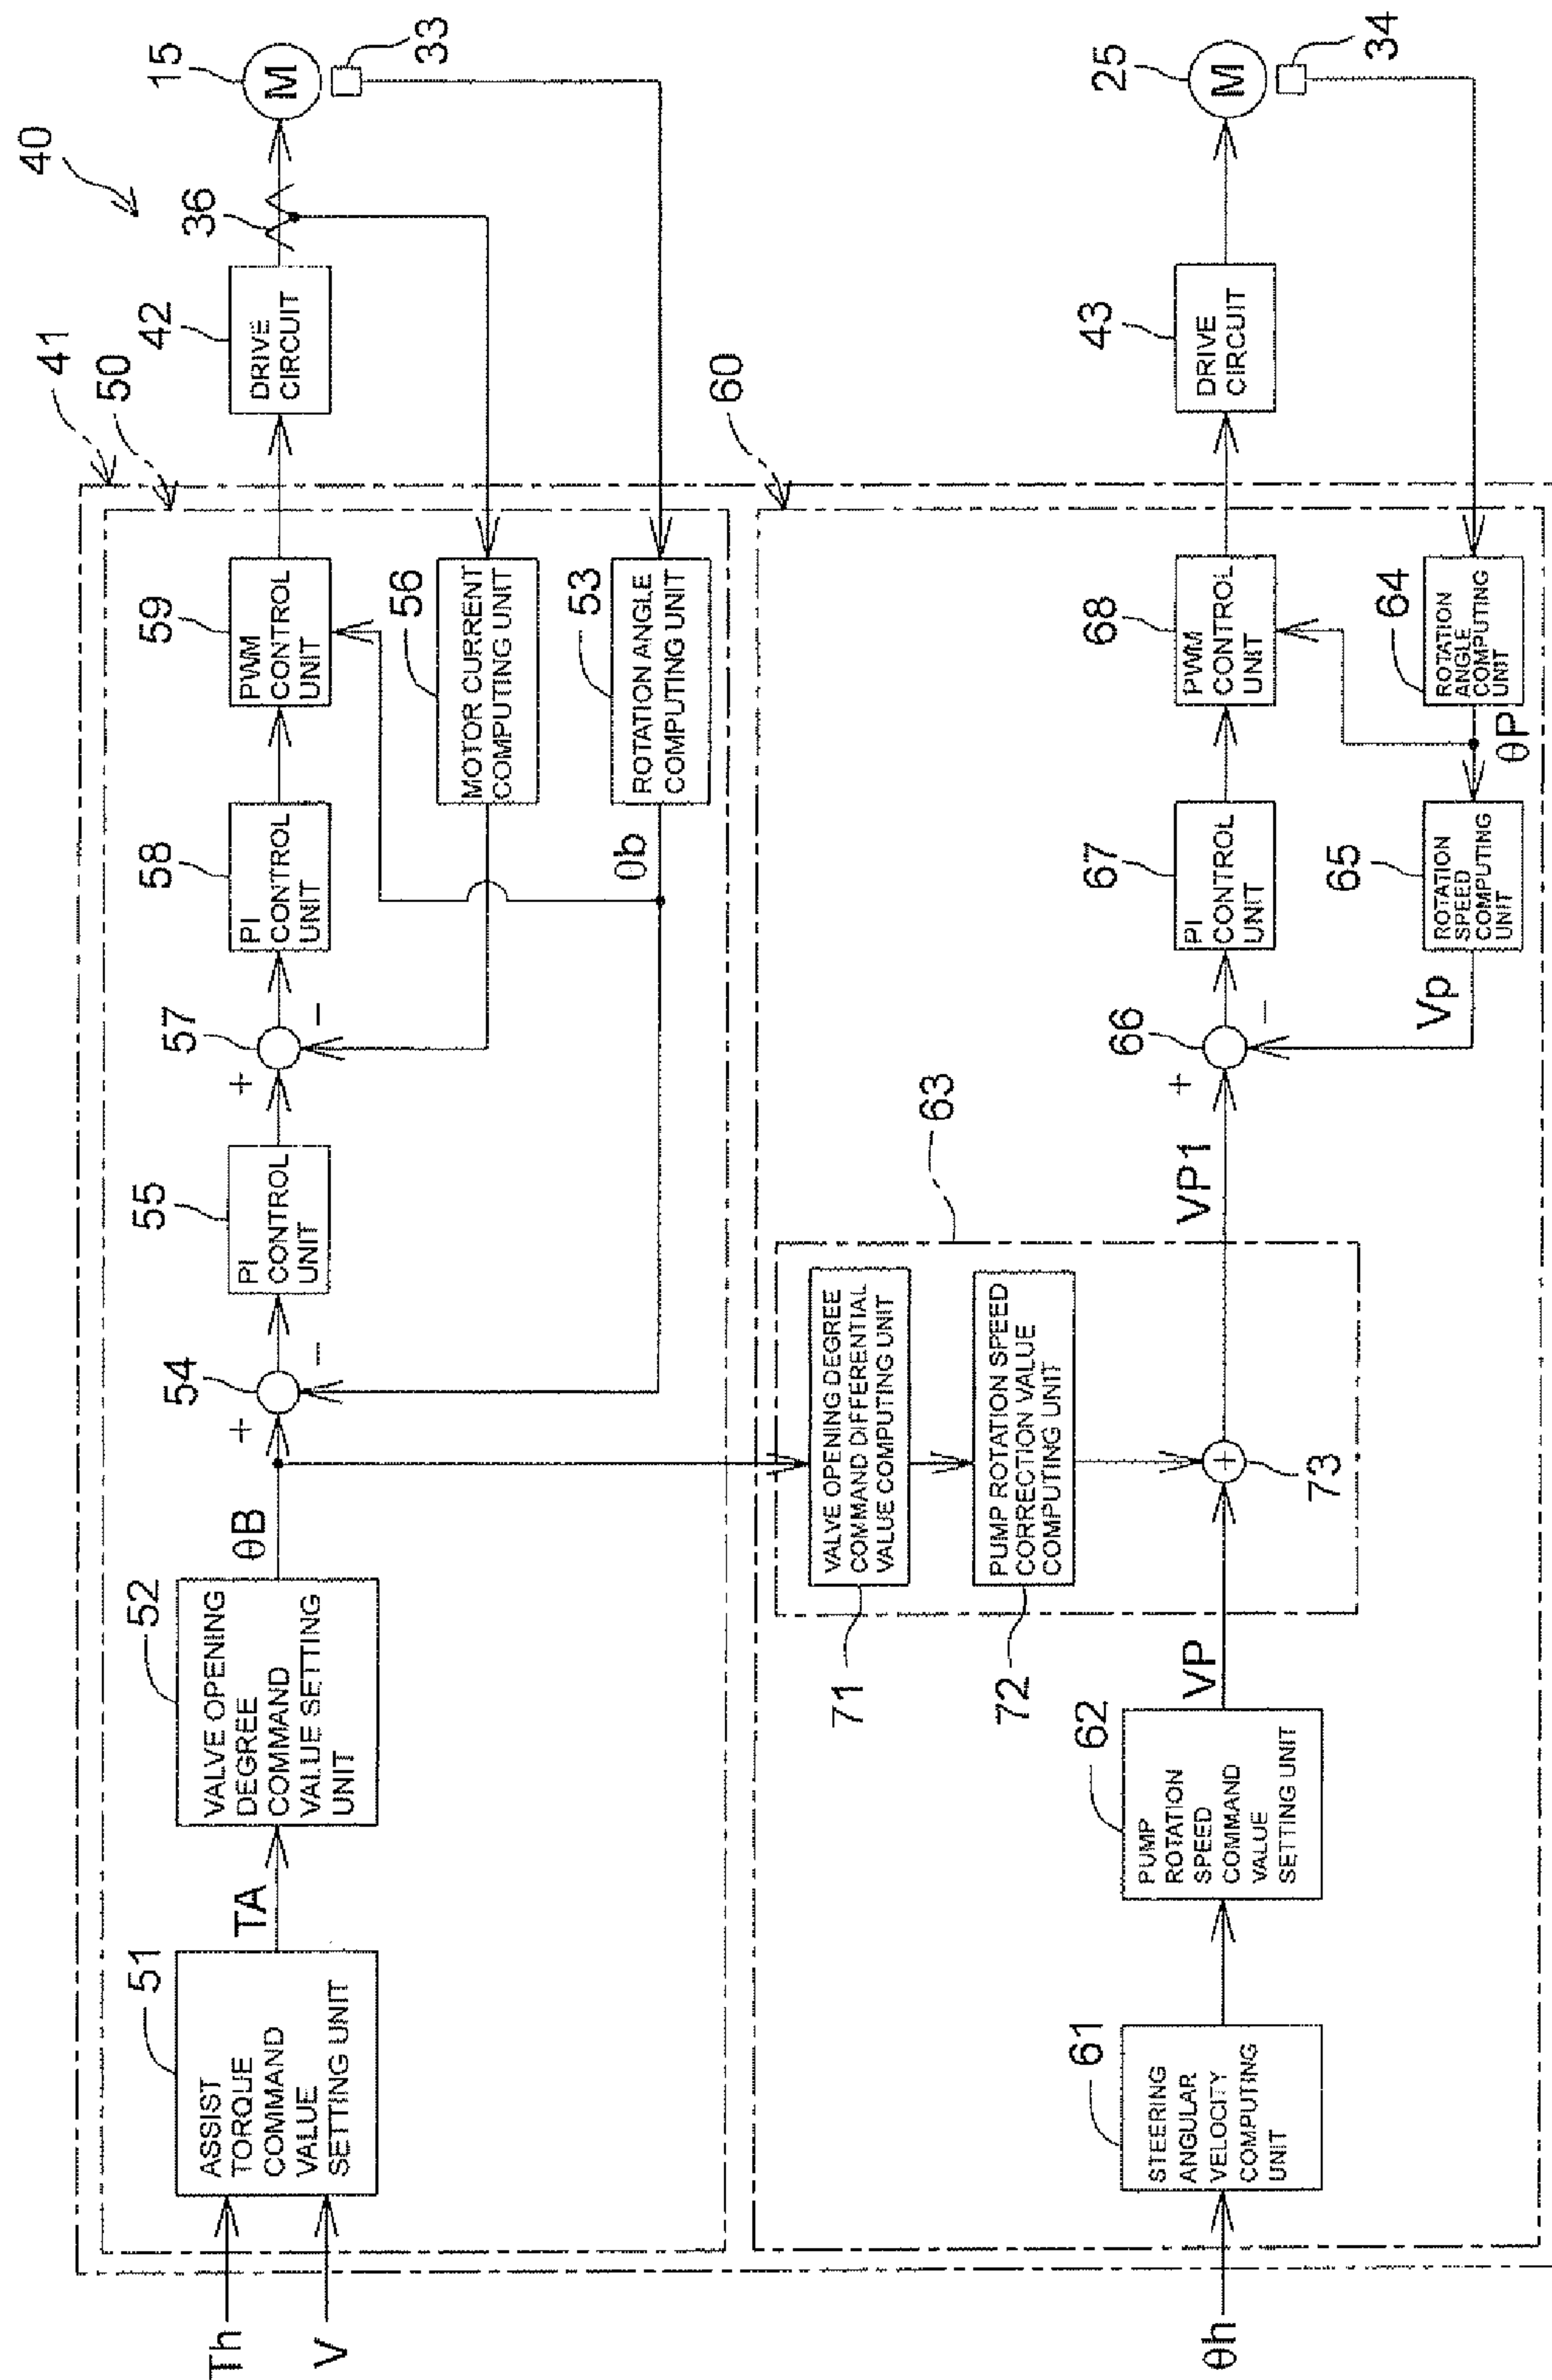 40
41
50
Th
V
51
ASSIST
TORQUE
COMMAND
VALUE
SETTING UNIT
TA
52
VALVE OPENING
DEGREE
COMMAND
VALUE SETTING
UNIT
θB
+
54
−
55
PI
CONTROL
UNIT
+
57
−
58
PI
CONTROL
UNIT
59
PWM
CONTROL
UNIT
42
DRIVE
CIRCUIT
36
15
M
33
56
MOTOR CURRENT
COMPUTING UNIT
53
ROTATION ANGLE
COMPUTING UNIT
θb
60
63
71
VALVE OPENING DEGREE
COMMAND DIFFERENTIAL
VALUE COMPUTING UNIT
72
PUMP ROTATION SPEED
CORRECTION VALUE
COMPUTING UNIT
θh
61
STEERING
ANGULAR
VELOCITY
COMPUTING
UNIT
62
PUMP
ROTATION
SPEED
COMMAND
VALUE
SETTING UNIT
VP
+
73
VP1
+
66
−
67
PI
CONTROL
UNIT
68
PWM
CONTROL
UNIT
43
DRIVE
CIRCUIT
25
M
34
64
ROTATION
ANGLE
COMPUTING
UNIT
θP
65
ROTATION
SPEED
COMPUTING
UNIT
Vp